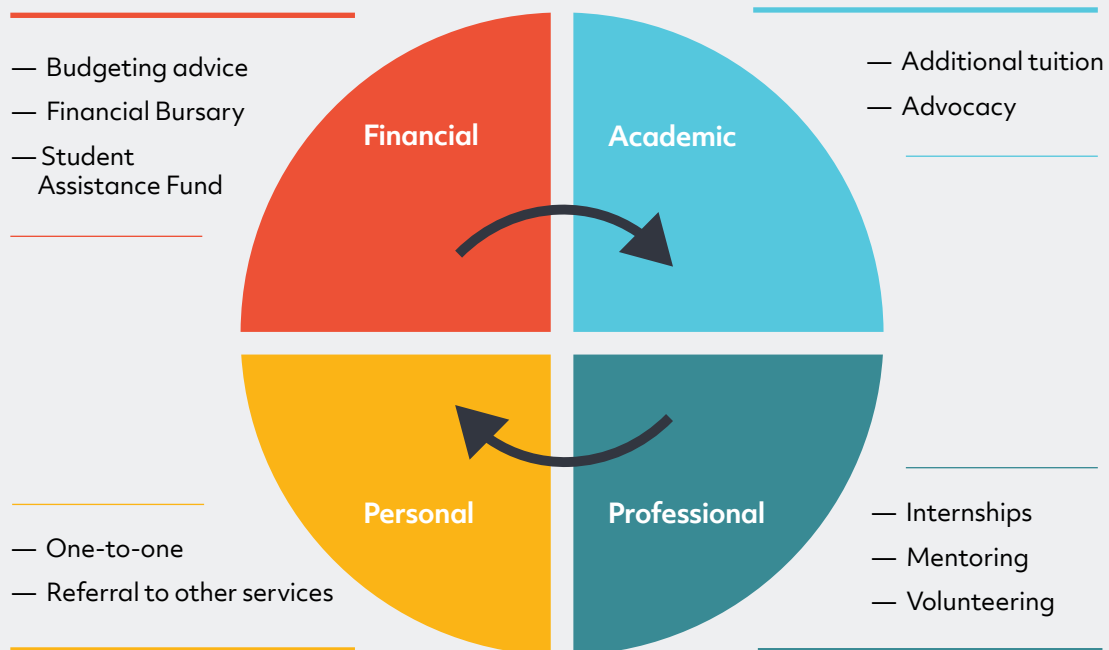 — Budgeting advice
— Financial Bursary
— Student
Assistance Fund
Financial
Academic
— Additional tuition
— Advocacy
Personal
Professional
— One-to-one
— Referral to other services
— Internships
— Mentoring
— Volunteering